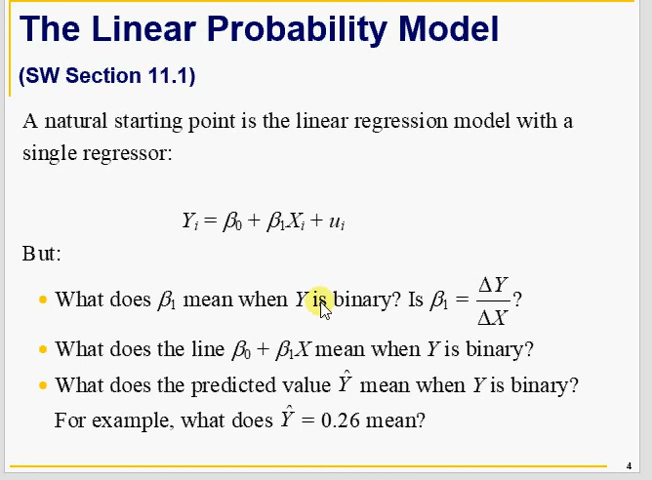 The Linear Probability Model
(SW Section 11.1)
A natural starting point is the linear regression model with a
single regressor:
Yᵢ = β₀ + β₁Xᵢ + uᵢ
But:
• What does β₁ mean when Y is binary? Is β₁ = ΔY/ΔX?
• What does the line β₀ + β₁X mean when Y is binary?
• What does the predicted value Ŷ mean when Y is binary?
For example, what does Ŷ = 0.26 mean?
4